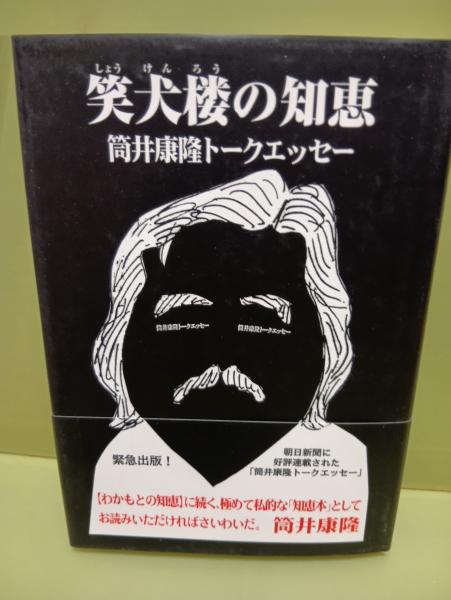 しょう けん ろう
笑犬楼の知恵
筒井康隆トークエッセー
筒井康隆トークエッセー 筒井康隆トークエッセー
緊急出版！
朝日新聞に
好評連載された
「筒井康隆トークエッセー」
【わかもとの知恵】に続く、極めて私的な「知恵本」として
お読みいただければさいわいだ。 筒井康隆